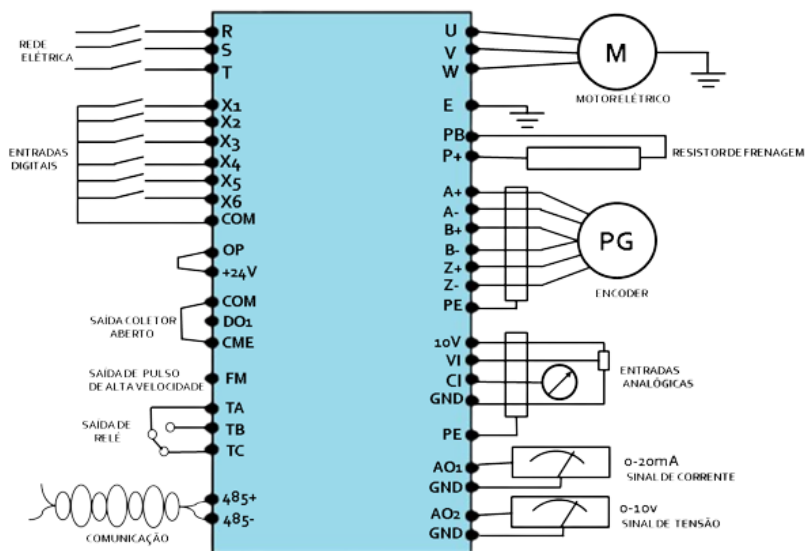 REDE
ELÉTRICA
R
S
T
ENTRADAS
DIGITAIS
X1
X2
X3
X4
X5
X6
COM
OP
+24V
SAÍDA COLETOR
ABERTO
COM
DO1
CME
SAÍDA DE PULSO
DE ALTA VELOCIDADE
FM
SAÍDA DE
RELÉ
TA
TB
TC
485+
485-
COMUNICAÇÃO
U
V
W
M
MOTOR ELÉTRICO
E
PB
P+
RESISTOR DE FRENAGEM
A+
A-
B+
B-
Z+
Z-
PE
PG
ENCODER
10V
VI
CI
GND
PE
ENTRADAS
ANALÓGICAS
AO1
GND
0-20mA
SINAL DE CORRENTE
AO2
GND
0-10v
SINAL DE TENSÃO